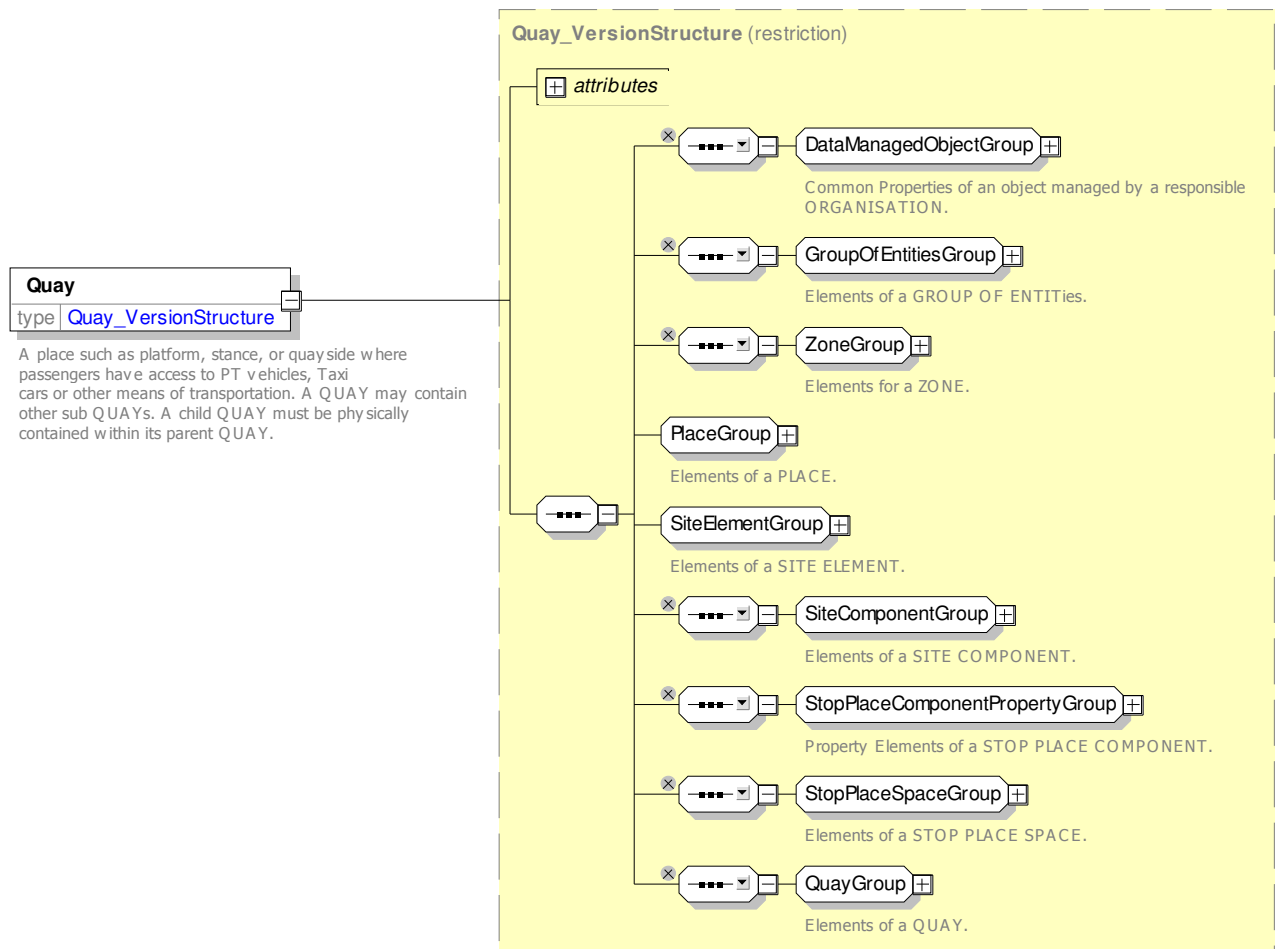 Quay_VersionStructure (restriction)
attributes
DataManagedObjectGroup
Common Properties of an object managed by a responsible
ORGANISATION.
GroupOfEntitiesGroup
Elements of a GROUP OF ENTITies.
Quay
type Quay_VersionStructure
A place such as platform, stance, or quayside where
passengers have access to PT vehicles, Taxi
cars or other means of transportation. A QUAY may contain
other sub QUAYs. A child QUAY must be physically
contained within its parent QUAY.
ZoneGroup
Elements for a ZONE.
PlaceGroup
Elements of a PLACE.
SiteElementGroup
Elements of a SITE ELEMENT.
SiteComponentGroup
Elements of a SITE COMPONENT.
StopPlaceComponentPropertyGroup
Property Elements of a STOP PLACE COMPONENT.
StopPlaceSpaceGroup
Elements of a STOP PLACE SPACE.
QuayGroup
Elements of a QUAY.